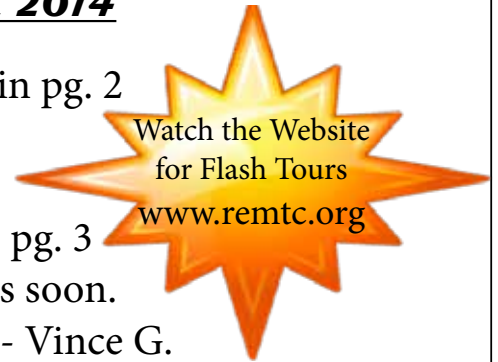 2014
in pg. 2
Watch the Website
for Flash Tours
www.remtc.org
pg. 3
s soon.
- Vince G.